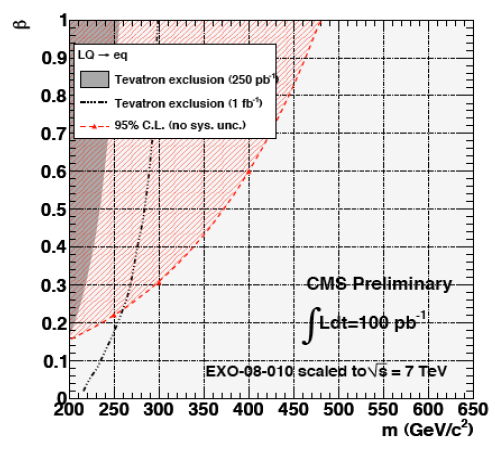 β
1
0.9
0.8
0.7
0.6
0.5
0.4
0.3
0.2
0.1
0
LQ → eq
Tevatron exclusion (250 pb⁻¹)
Tevatron exclusion (1 fb⁻¹)
95% C.L. (no sys. unc.)
CMS Preliminary
∫Ldt=100 pb⁻¹
EXO-08-010 scaled to √s = 7 TeV
200 250 300 350 400 450 500 550 600 650
m (GeV/c²)